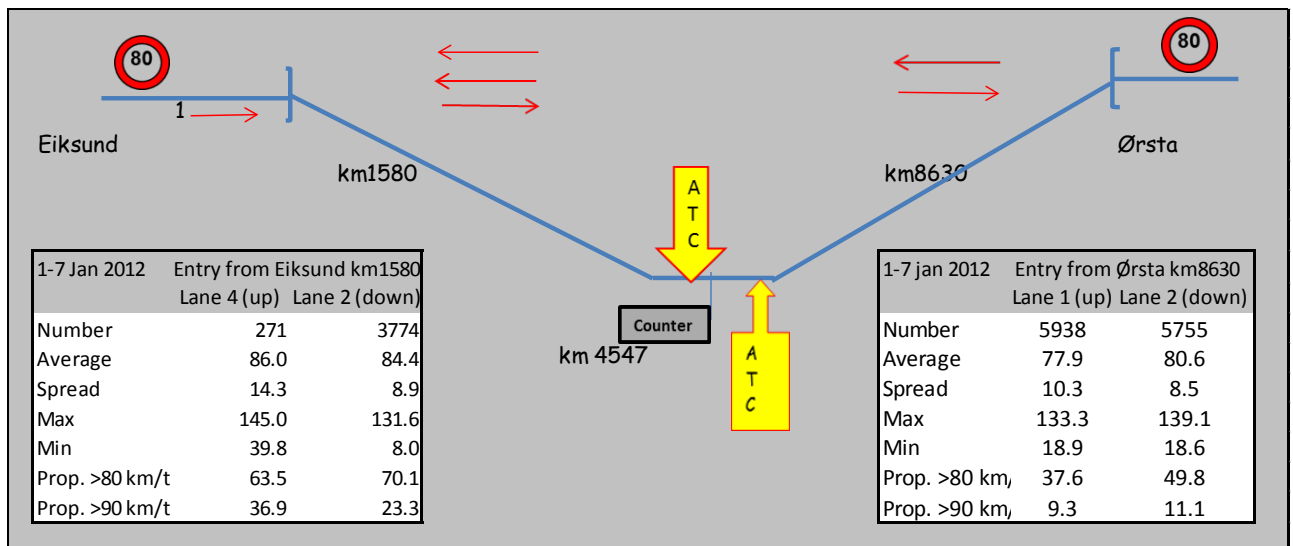 80
80
1
Eiksund
Ørsta
km1580
km8630
A
T
C
1-7 Jan 2012 Entry from Eiksund km1580
Lane 4 (up) Lane 2 (down)
Number 271 3774
Average 86.0 84.4
Spread 14.3 8.9
Max 145.0 131.6
Min 39.8 8.0
Prop. >80 km/t 63.5 70.1
Prop. >90 km/t 36.9 23.3
Counter
km 4547
A
T
C
1-7 jan 2012 Entry from Ørsta km8630
Lane 1 (up) Lane 2 (down)
Number 5938 5755
Average 77.9 80.6
Spread 10.3 8.5
Max 133.3 139.1
Min 18.9 18.6
Prop. >80 km/ 37.6 49.8
Prop. >90 km/ 9.3 11.1